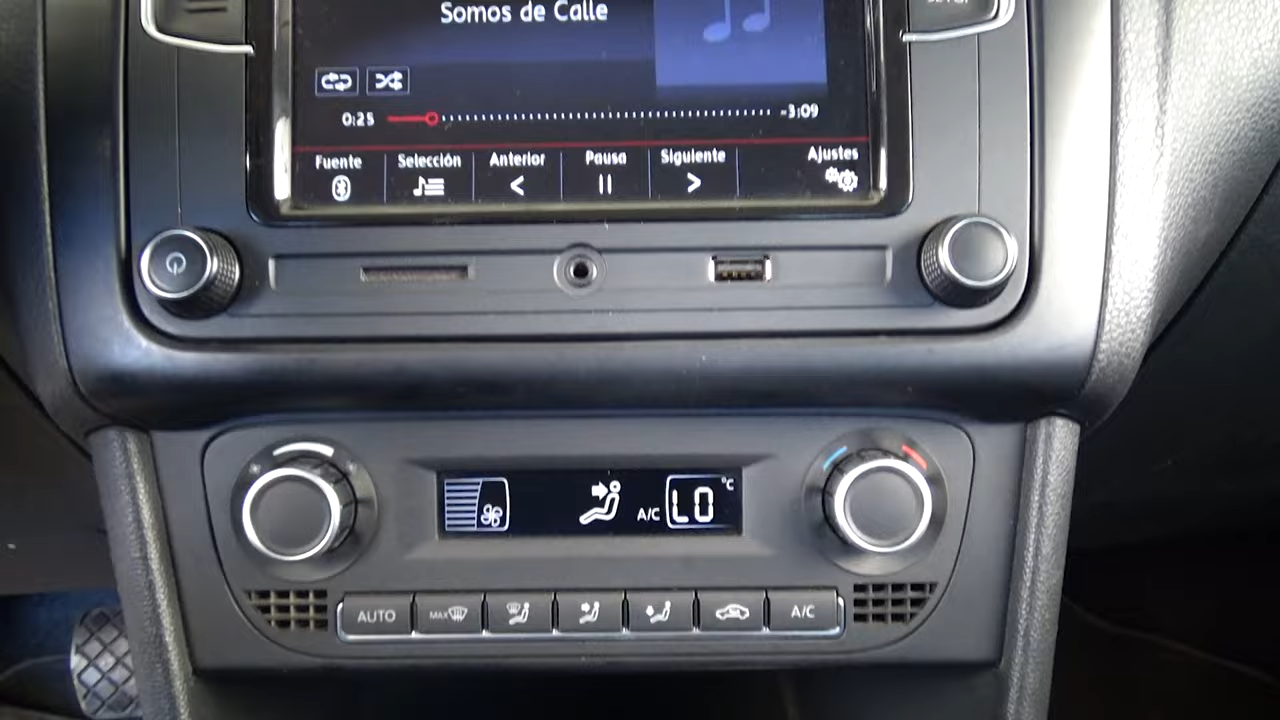 Somos de Calle
0:25
-3:09
Fuente
Selección
Anterior
Pausa
Siguiente
Ajustes
A/C
LO
°C
AUTO
MAX
A/C